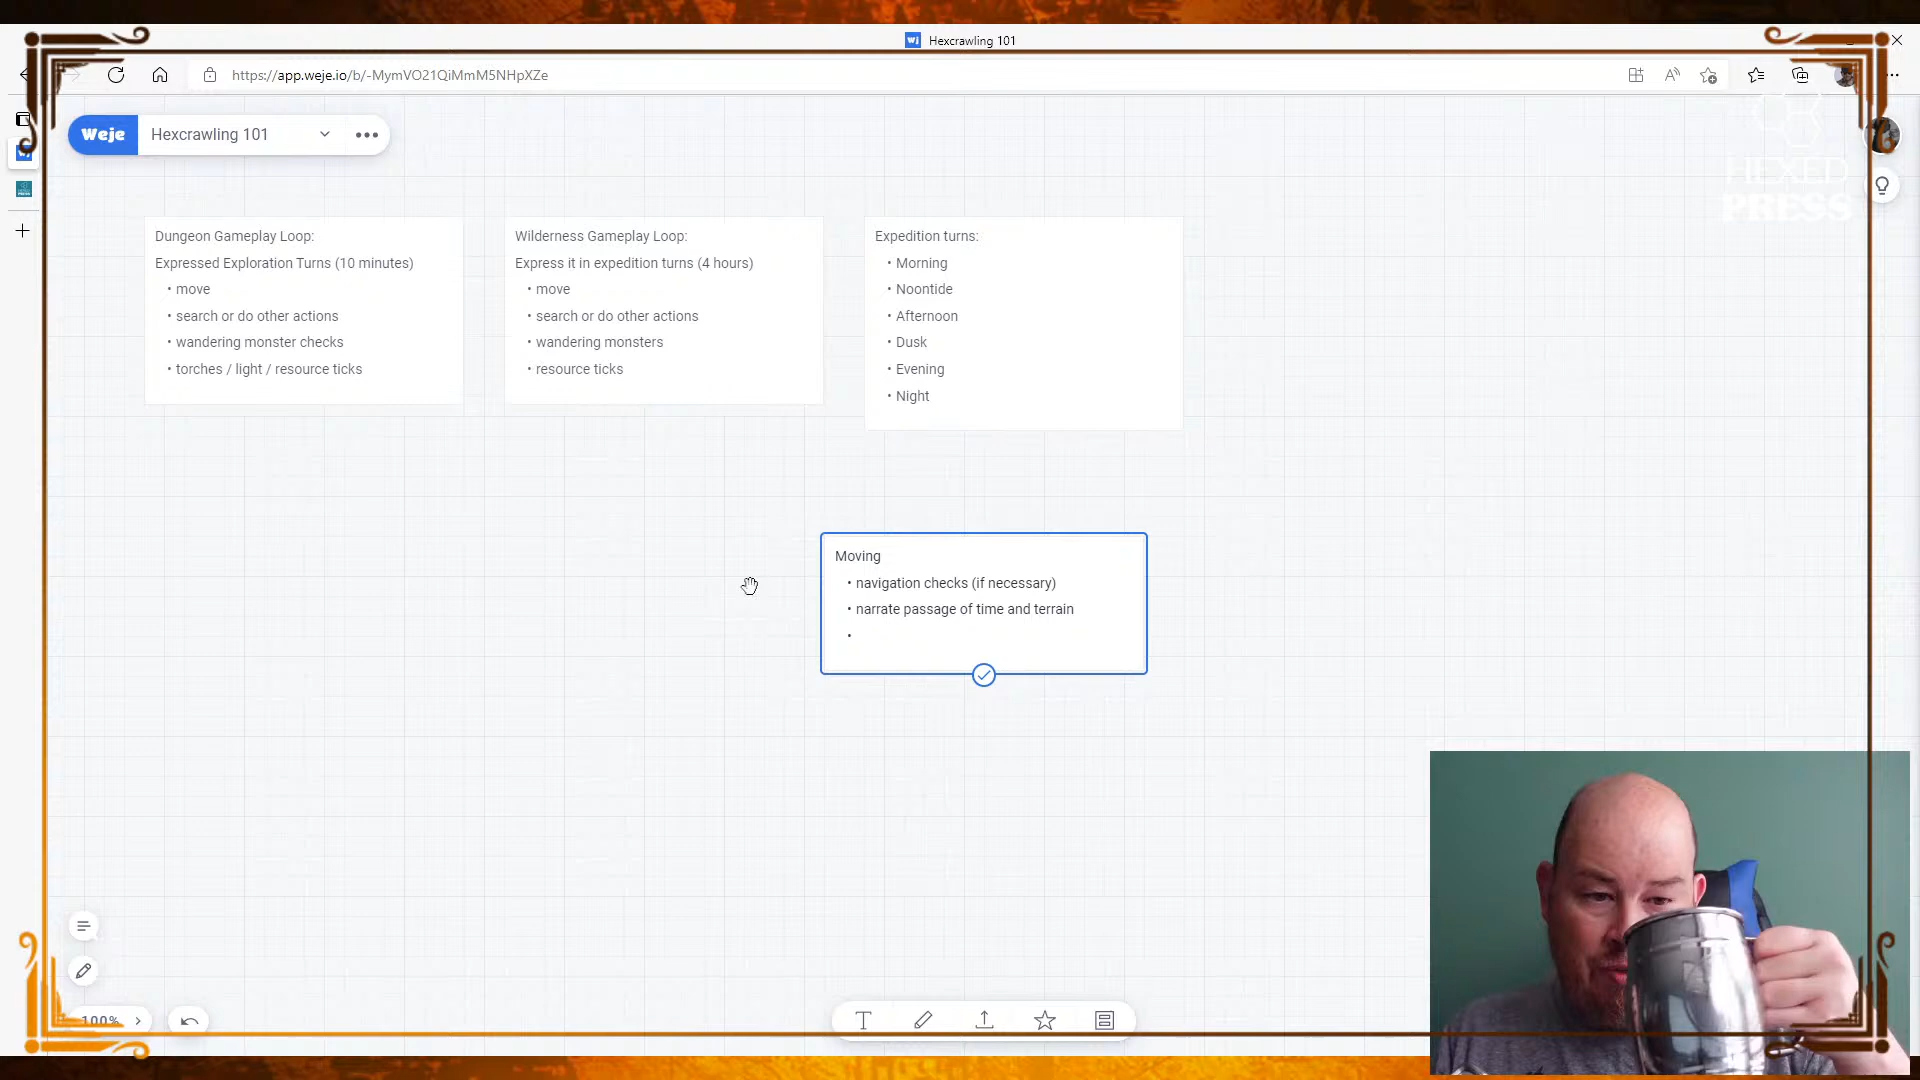 Hexcrawling 101
https://app.weje.io/b/-MymVO21QiMmM5NHpXZe
Weje
Hexcrawling 101
HEXED
PRESS
Dungeon Gameplay Loop:
Expressed Exploration Turns (10 minutes)
• move
• search or do other actions
• wandering monster checks
• torches / light / resource ticks
Wilderness Gameplay Loop:
Express it in expedition turns (4 hours)
• move
• search or do other actions
• wandering monsters
• resource ticks
Expedition turns:
• Morning
• Noontide
• Afternoon
• Dusk
• Evening
• Night
Moving
• navigation checks (if necessary)
• narrate passage of time and terrain
•
100%